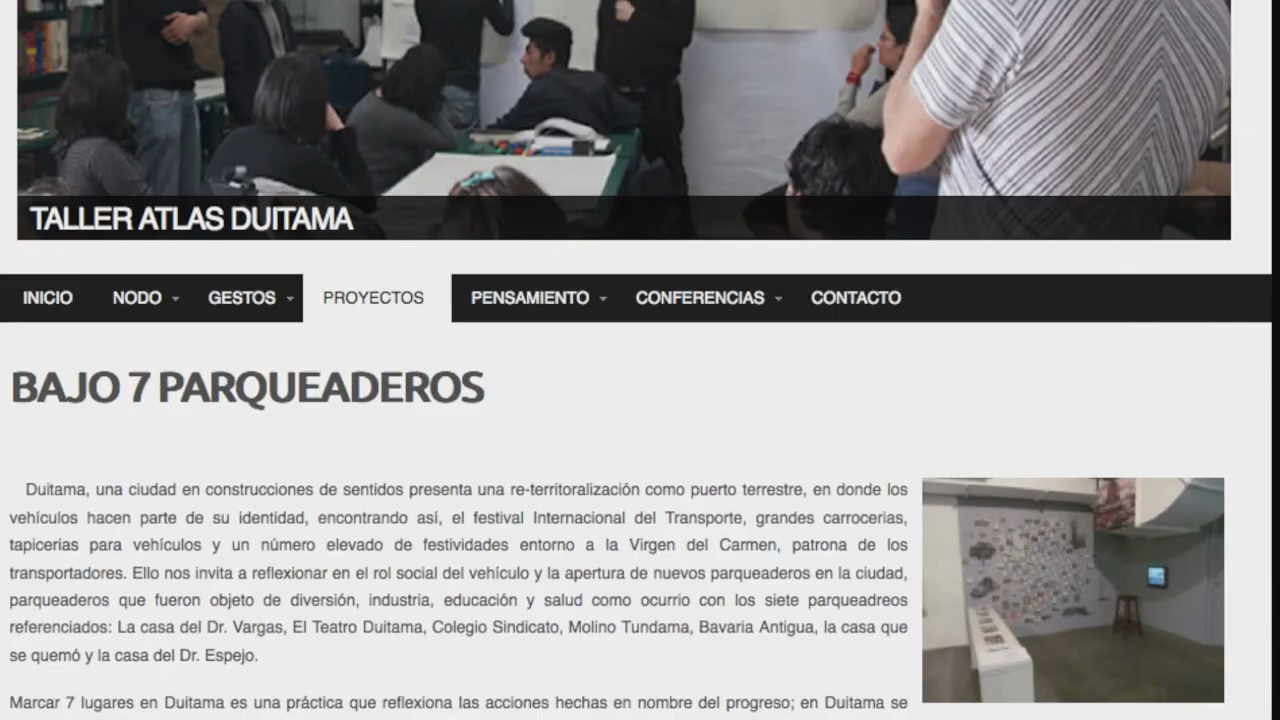 TALLER ATLAS DUITAMA
INICIO NODO GESTOS PROYECTOS PENSAMIENTO CONFERENCIAS CONTACTO
BAJO 7 PARQUEADEROS
Duitama, una ciudad en construcciones de sentidos presenta una re-territoralización como puerto terrestre, en donde los
vehículos hacen parte de su identidad, encontrando así, el festival Internacional del Transporte, grandes carrocerias,
tapicerias para vehículos y un número elevado de festividades entorno a la Virgen del Carmen, patrona de los
transportadores. Ello nos invita a reflexionar en el rol social del vehículo y la apertura de nuevos parqueaderos en la ciudad,
parqueaderos que fueron objeto de diversión, industria, educación y salud como ocurrio con los siete parqueadreos
referenciados: La casa del Dr. Vargas, El Teatro Duitama, Colegio Sindicato, Molino Tundama, Bavaria Antigua, la casa que
se quemó y la casa del Dr. Espejo.
Marcar 7 lugares en Duitama es una práctica que reflexiona las acciones hechas en nombre del progreso; en Duitama se